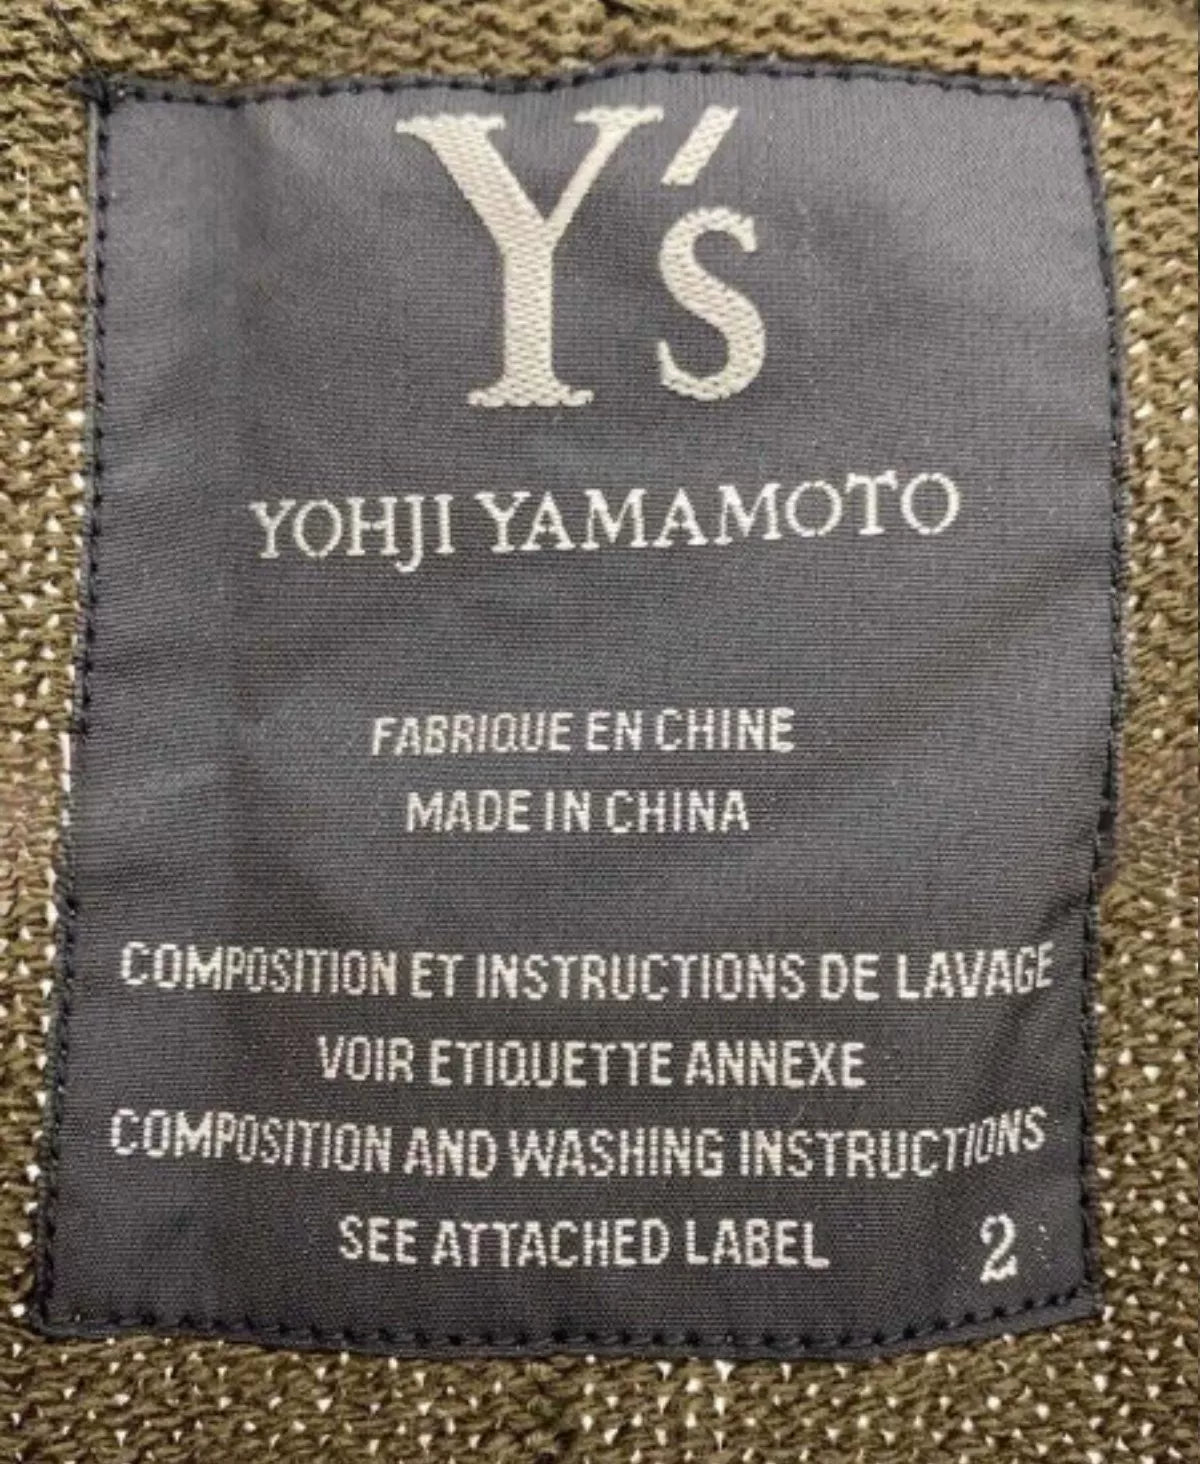 Y's
YOHJI YAMAMOTO
FABRIQUE EN CHINE
MADE IN CHINA
COMPOSITION ET INSTRUCTIONS DE LAVAGE
VOIR ETIQUETTE ANNEXE
COMPOSITION AND WASHING INSTRUCTIONS
SEE ATTACHED LABEL 2